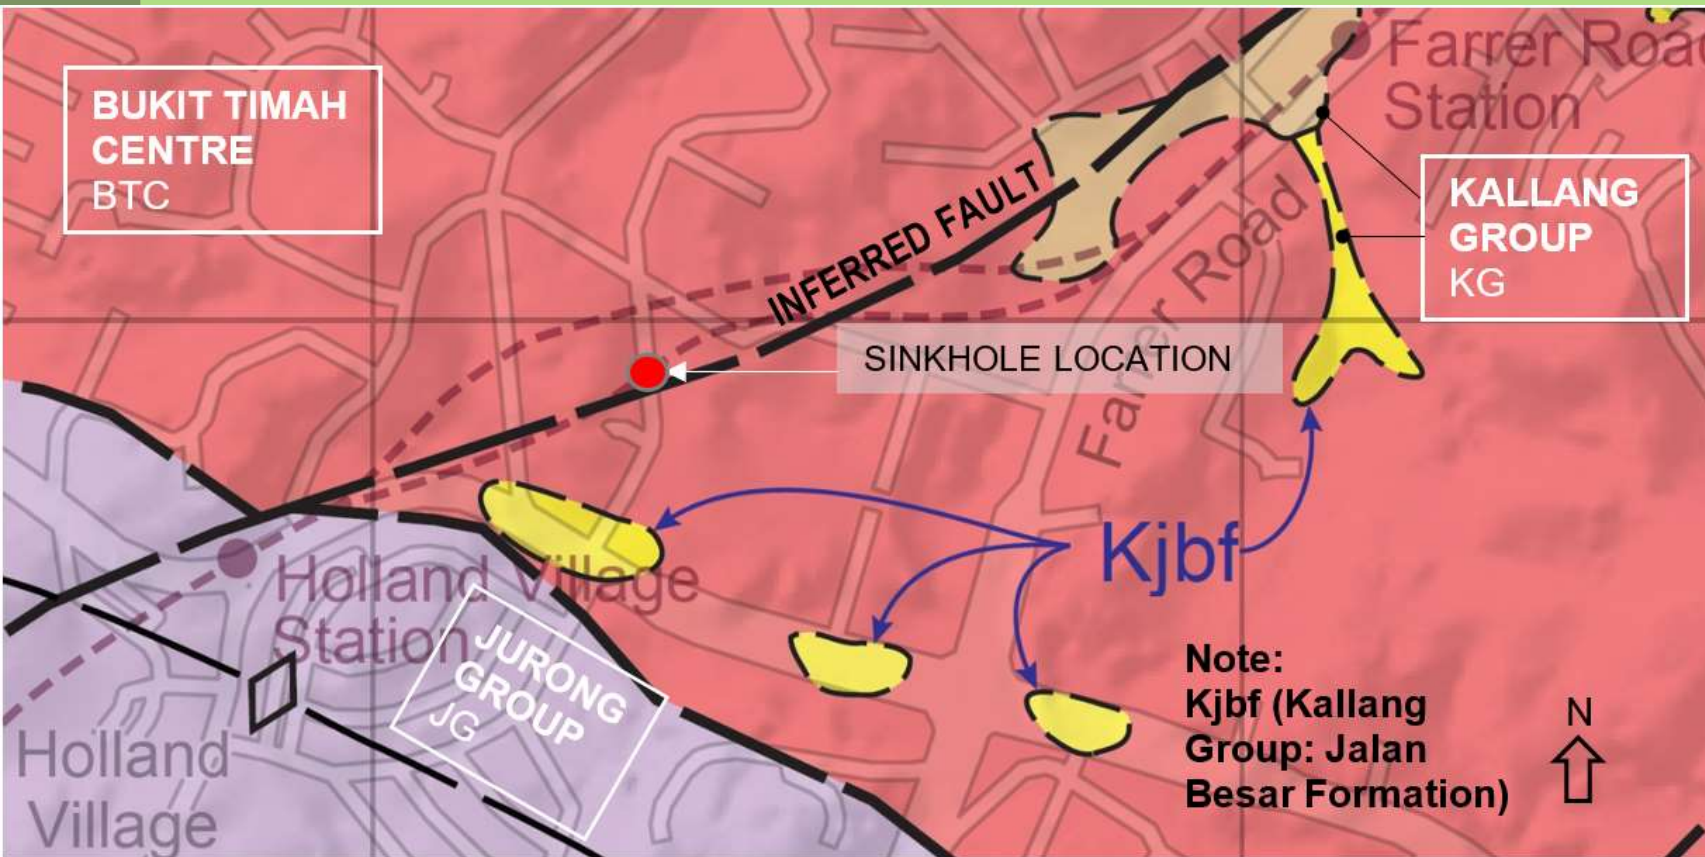 BUKIT TIMAH
CENTRE
BTC
Farrer Road
Station
KALLANG
GROUP
KG
INFERRED FAULT
Farrer Road
SINKHOLE LOCATION
Kjbf
Holland Village
Station
JURONG
GROUP
JG
Holland
Village
Note:
Kjbf (Kallang
Group: Jalan
Besar Formation)
N